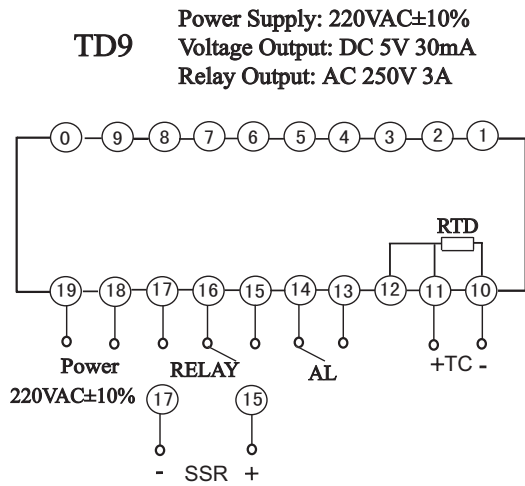 TD9
Power Supply: 220VAC±10%
Voltage Output: DC 5V 30mA
Relay Output: AC 250V 3A
0 9 8 7 6 5 4 3 2 1
RTD
19 18 17 16 15 14 13 12 11 10
Power RELAY AL +TC -
220VAC±10%
17 15
- SSR +